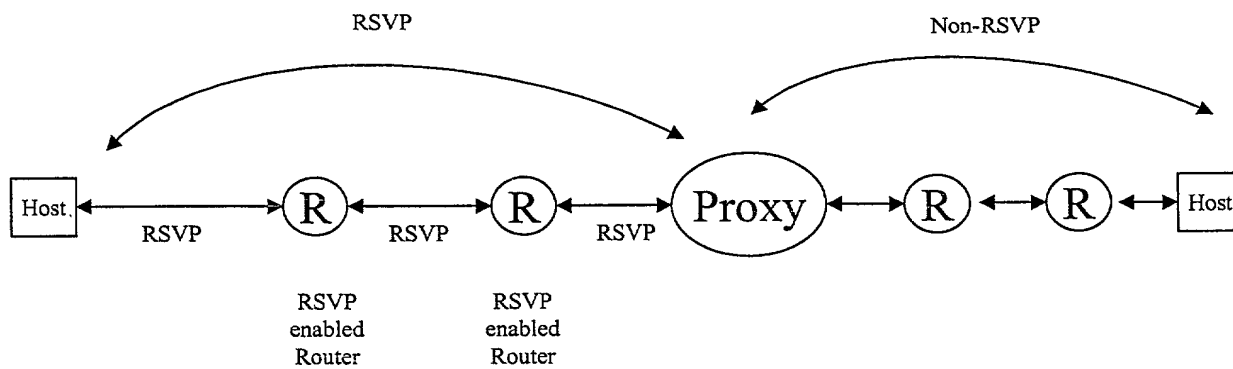 RSVP
Non-RSVP
Host
R
R
Proxy
R
R
Host
RSVP
RSVP
RSVP
RSVP
enabled
Router
RSVP
enabled
Router